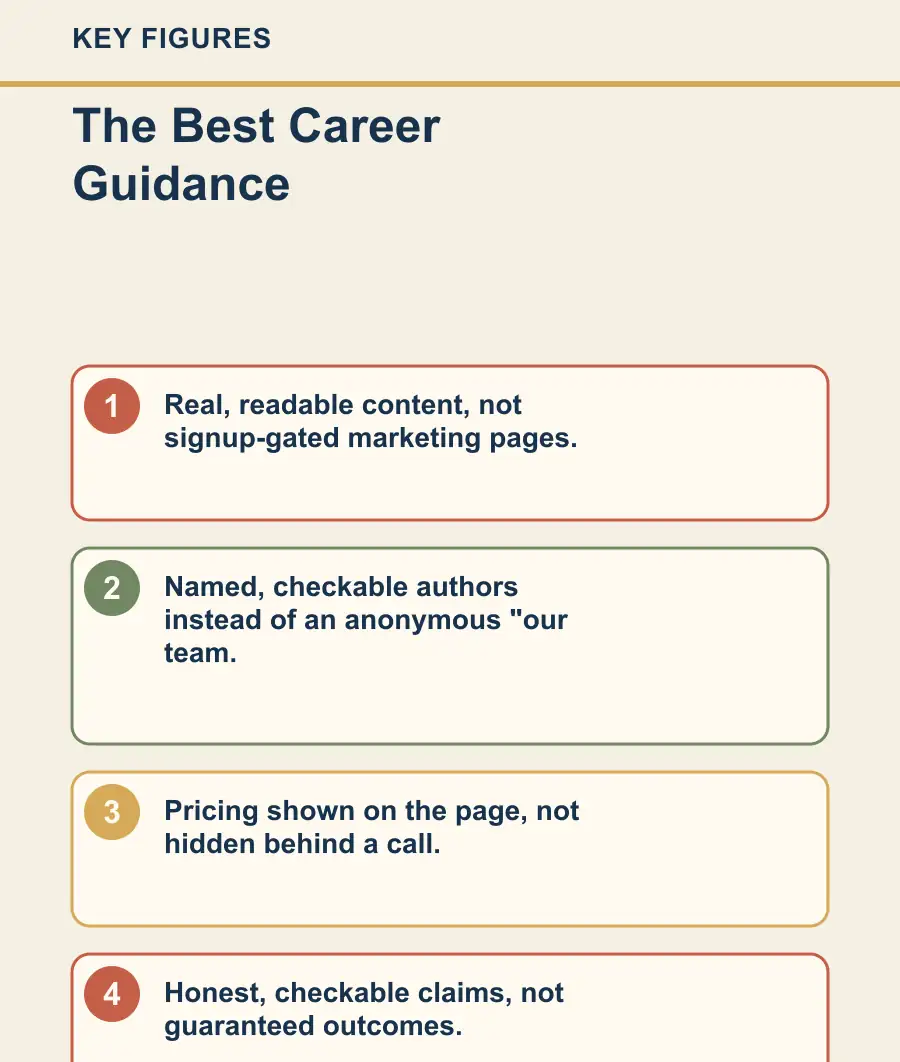 KEY FIGURES
The Best Career
Guidance
1
Real, readable content, not
signup-gated marketing pages.
2
Named, checkable authors
instead of an anonymous "our
team.
3
Pricing shown on the page, not
hidden behind a call.
4
Honest, checkable claims, not
guaranteed outcomes.